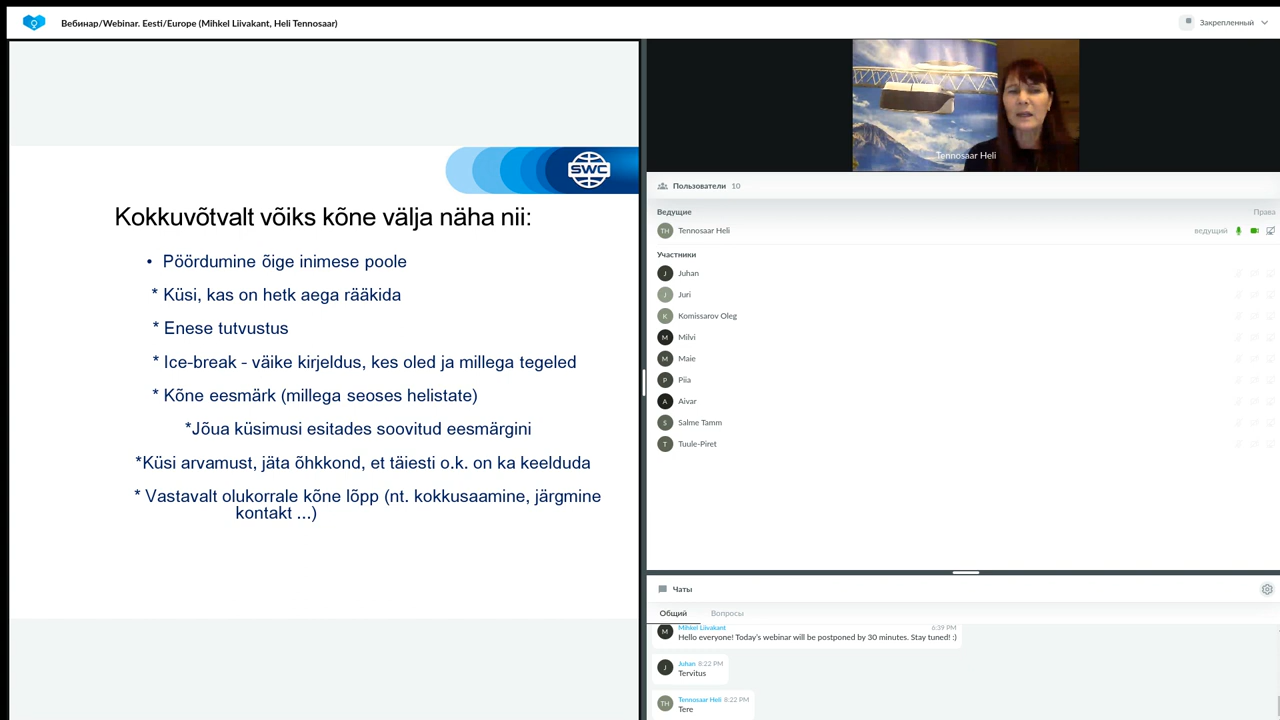 Вебинар/Webinar. Eesti/Europe (Mihkel Liivakant, Heli Tennosaar)
Закрепленный
SWC
Kokkuvõtvalt võiks kõne välja näha nii:
• Pöördumine õige inimese poole
* Küsi, kas on hetk aega rääkida
* Enese tutvustus
* Ice-break - väike kirjeldus, kes oled ja millega tegeled
* Kõne eesmärk (millega seoses helistate)
*Jõua küsimusi esitades soovitud eesmärgini
*Küsi arvamust, jäta õhkkond, et täiesti o.k. on ka keelduda
* Vastavalt olukorrale kõne lõpp (nt. kokkusaamine, järgmine
kontakt ...)
Tennosaar Heli
Пользователи 10
Ведущие Права
TH Tennosaar Heli ведущий
Участники
J Juhan
J Juri
K Komissarov Oleg
M Milvi
M Maie
P Piia
A Aivar
S Salme Tamm
T Tuule-Piret
Чаты
Общий Вопросы
M Mihkel Liivakant 6:39 PM
Hello everyone! Today's webinar will be postponed by 30 minutes. Stay tuned! :)
J Juhan 8:22 PM
Tervitus
TH Tennosaar Heli 8:22 PM
Tere